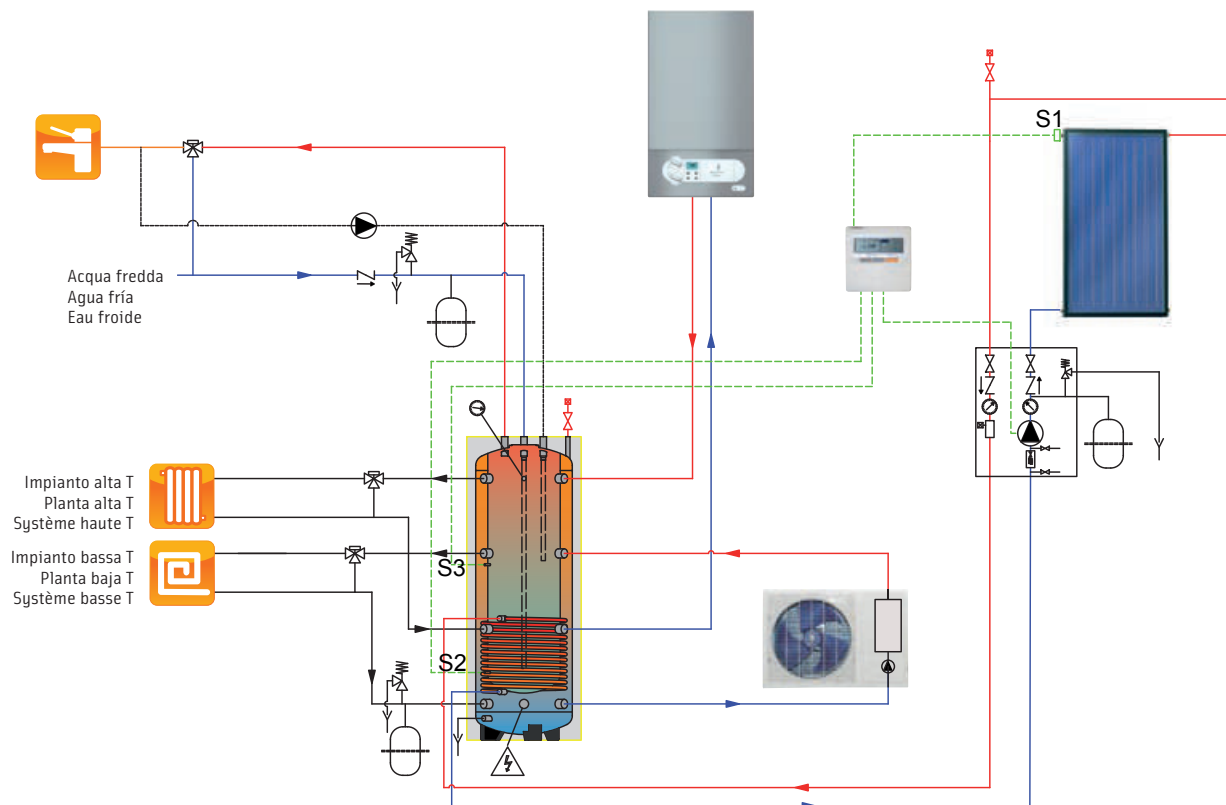 S1
Acqua fredda
Agua fría
Eau froide
Impianto alta T
Planta alta T
Système haute T
Impianto bassa T
Planta baja T
Système basse T
S3
S2